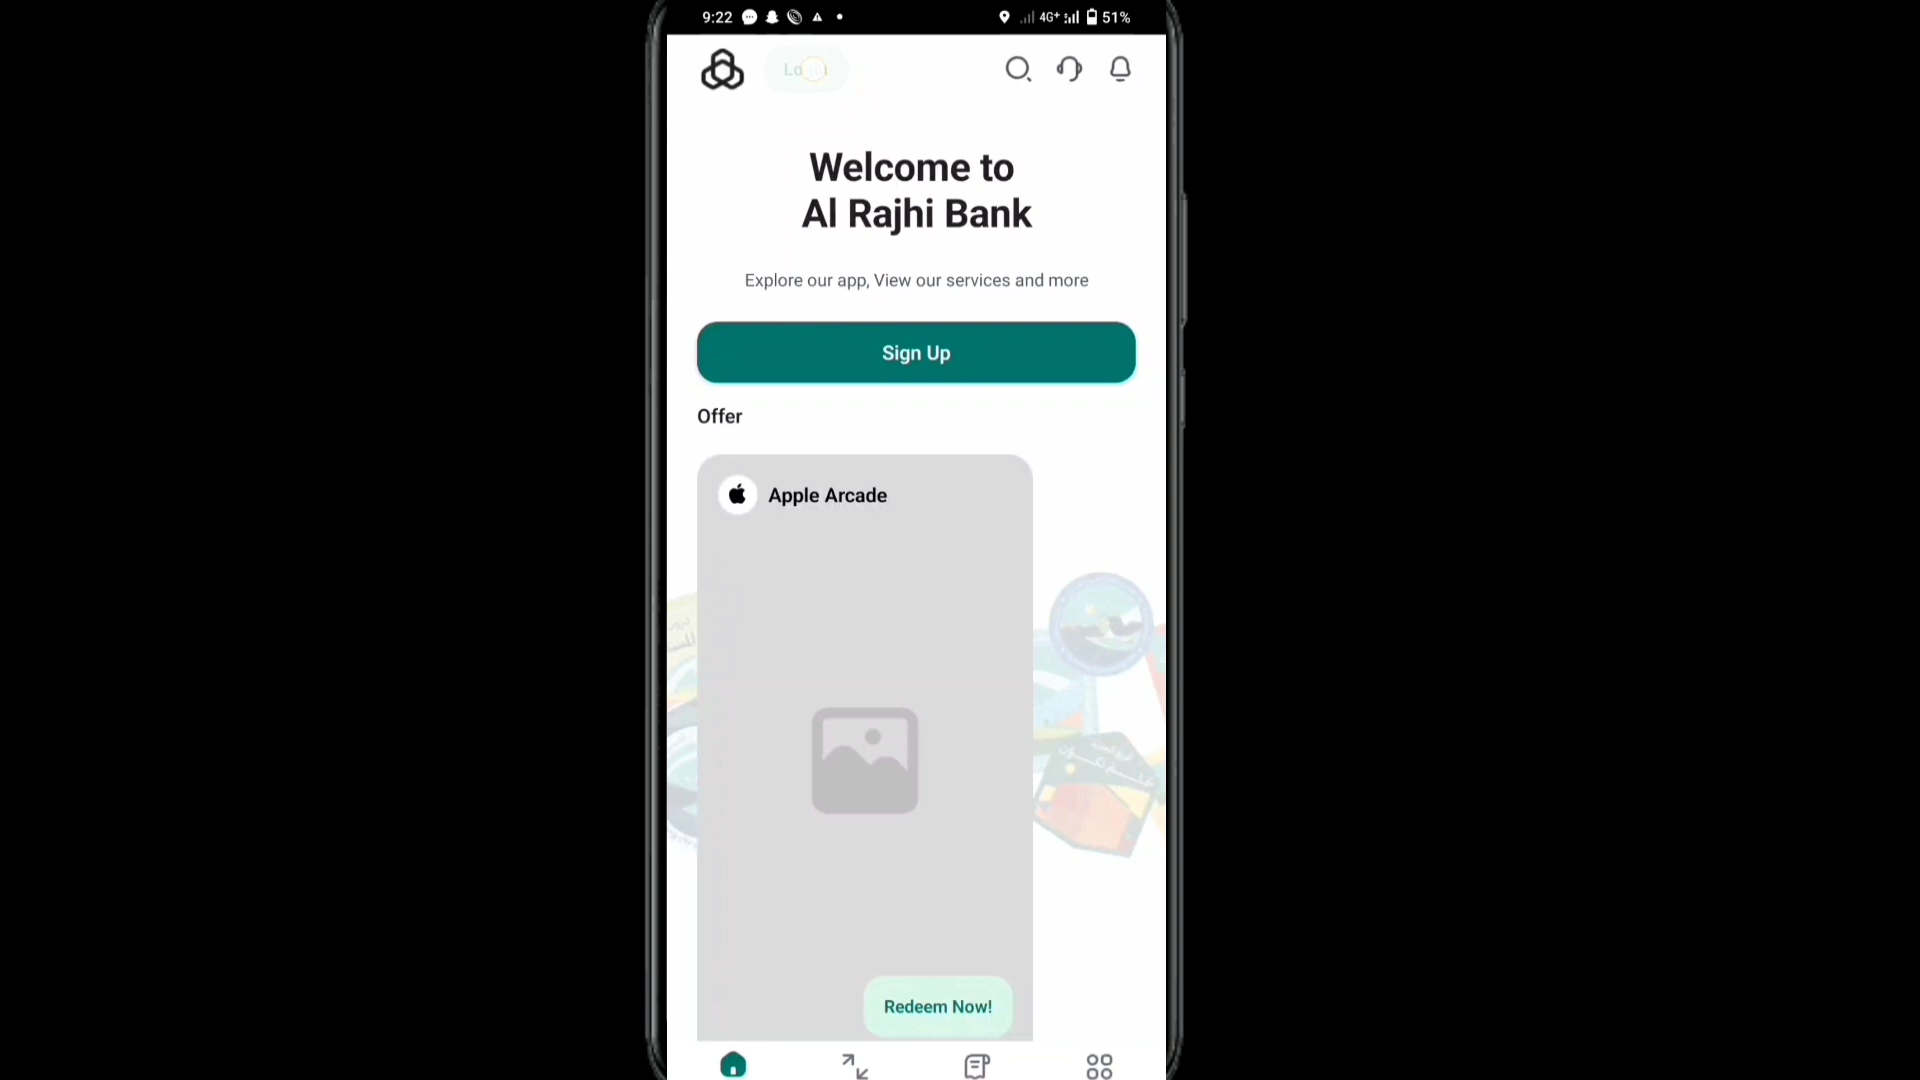 9:22
4G+
51%
Login
Welcome to
Al Rajhi Bank
Explore our app, View our services and more
Sign Up
Offer
Apple Arcade
Redeem Now!